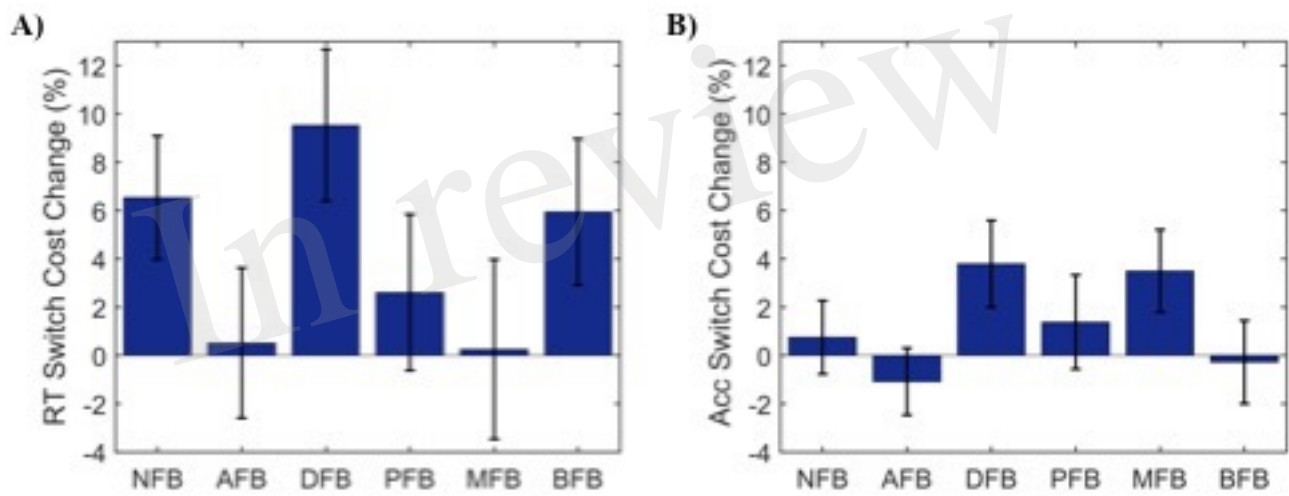 A)
RT Switch Cost Change (%)
12
10
8
6
4
2
0
-2
-4
NFB AFB DFB PFB MFB BFB
B)
Acc Switch Cost Change (%)
12
10
8
6
4
2
0
-2
-4
NFB AFB DFB PFB MFB BFB
In review